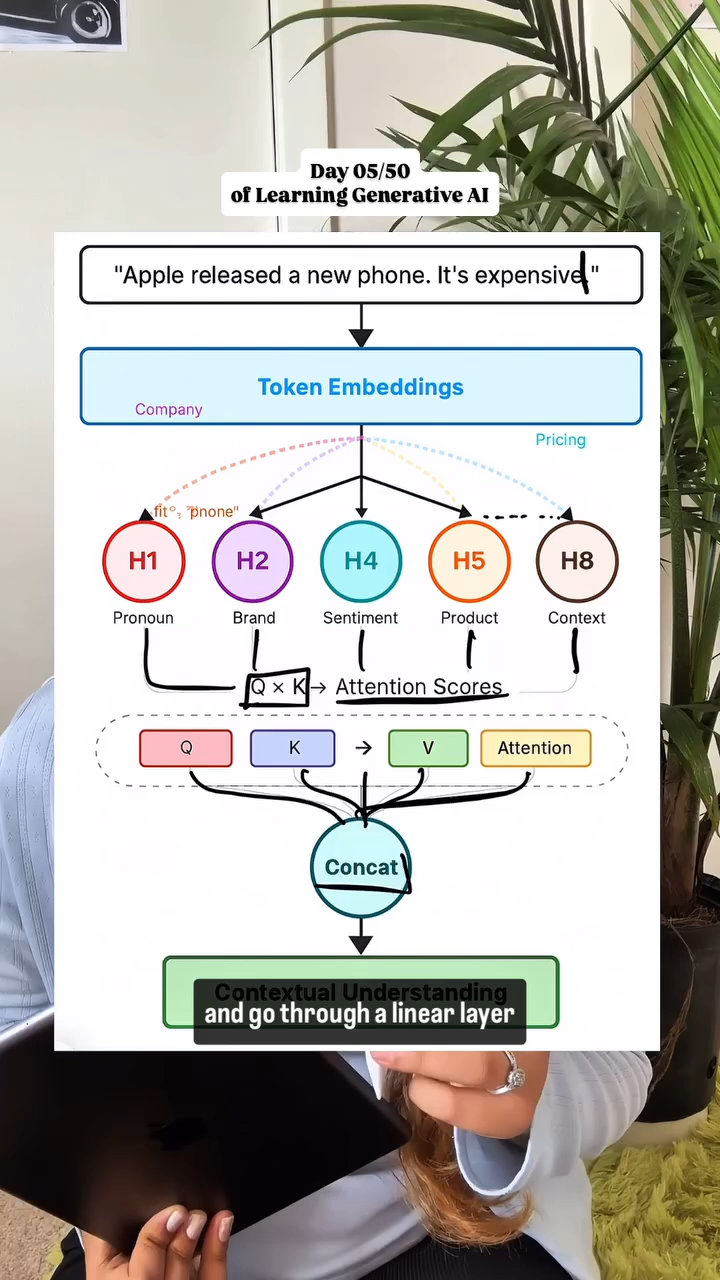 Day 05/50
of Learning Generative AI
"Apple released a new phone. It's expensive."
Token Embeddings
Company
Pricing
"phone"
H1
H2
H4
H5
H8
Pronoun
Brand
Sentiment
Product
Context
Q × K → Attention Scores
Q
K
→
V
Attention
Concat
Contextual Understanding
and go through a linear layer